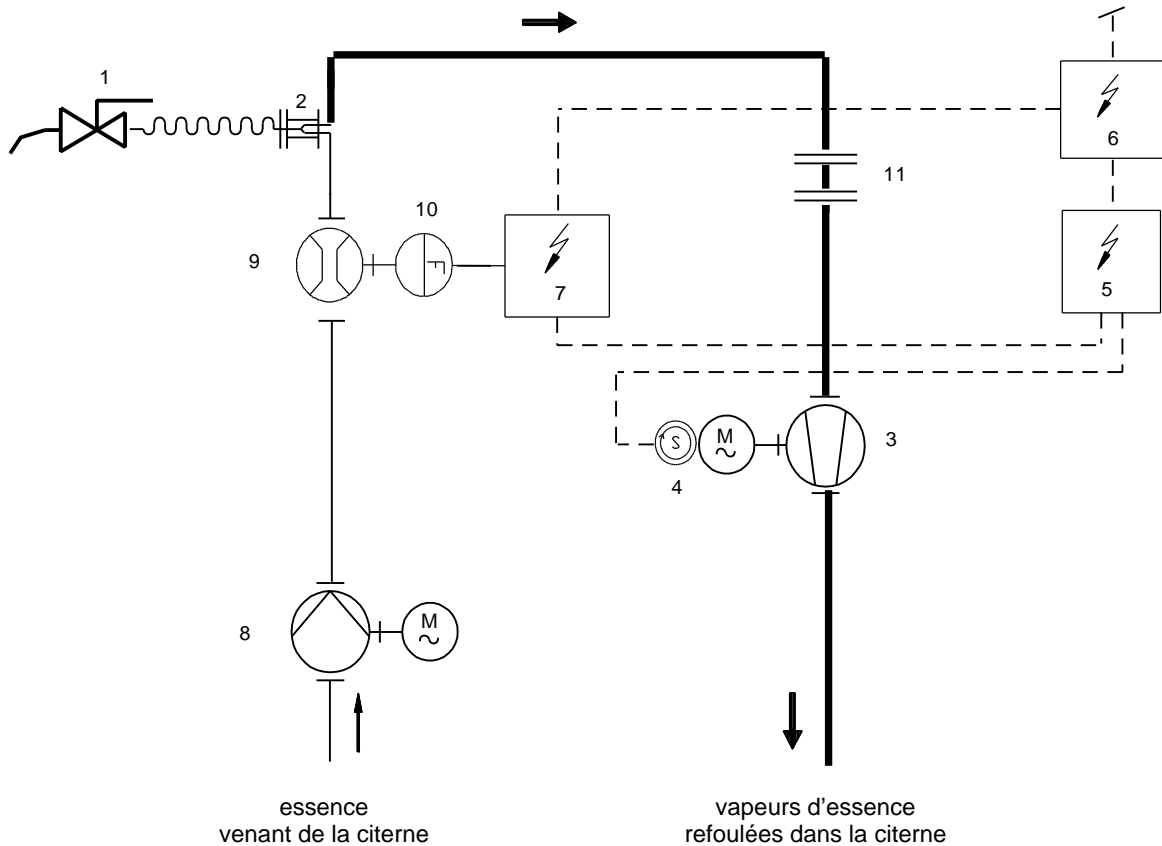 1
2
6
11
10
9
7
5
F
M
~
S
3
4
8
M
~
essence
venant de la citerne
vapeurs d’essence
refoulées dans la citerne